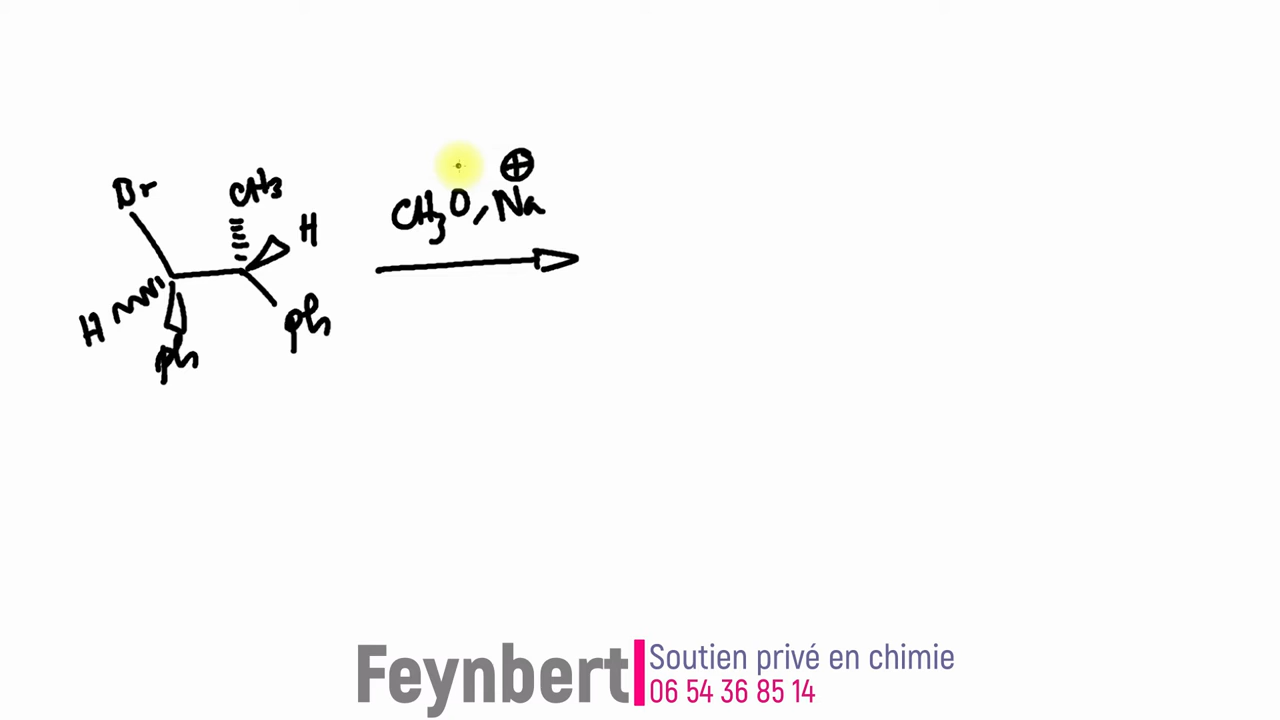 Br
CH3
H
H
Ph
Ph
CH3O, Na ⊕
Feynbert
Soutien privé en chimie
06 54 36 85 14